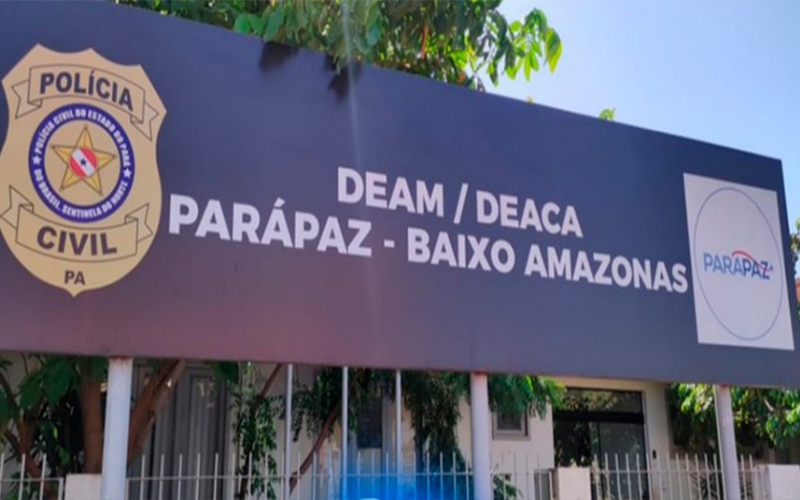 POLÍCIA
POLÍCIA CIVIL DO ESTADO DO PARÁ
DO BRASIL, SENTINELA DO NORTE
CIVIL
PA
DEAM / DEACA
PARÁPAZ - BAIXO AMAZONAS
PARÁPAZ